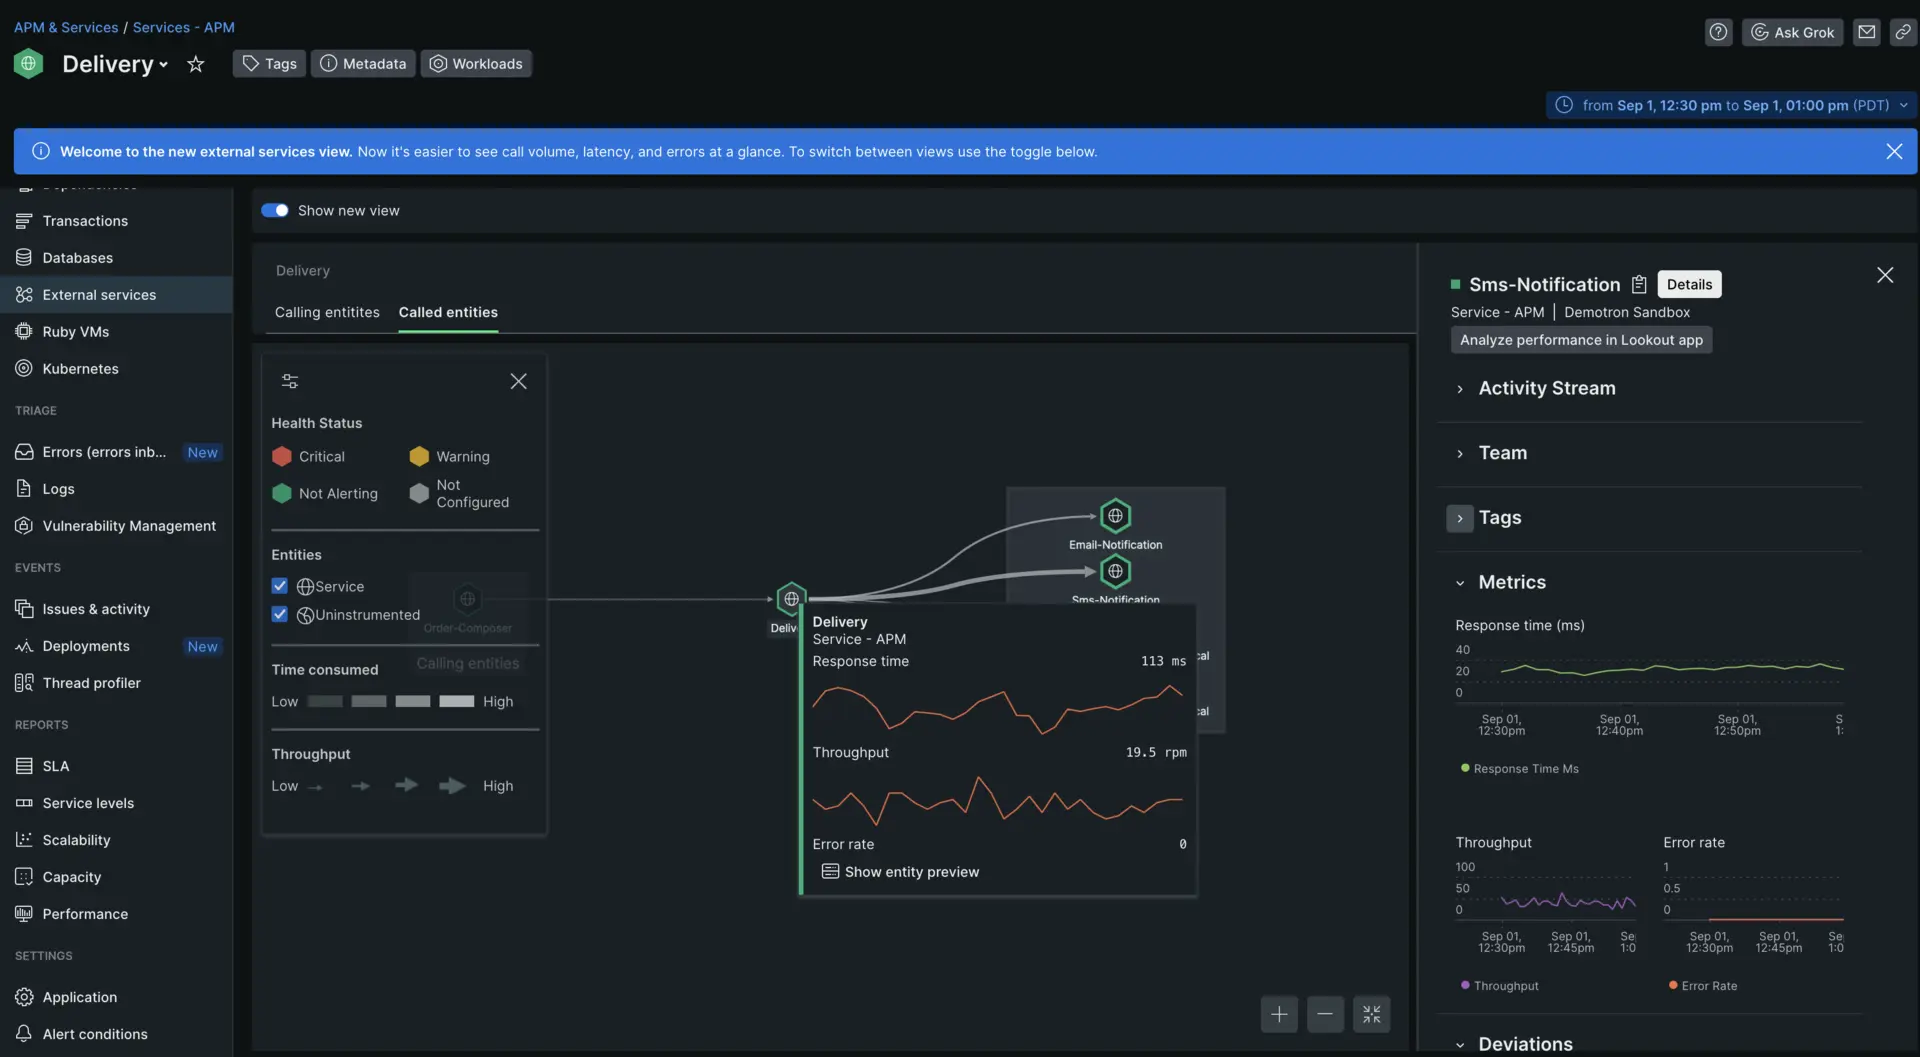 APM & Services / Services - APM
Delivery
Tags
Metadata
Workloads
Ask Grok
from Sep 1, 12:30 pm to Sep 1, 01:00 pm (PDT)
Welcome to the new external services view. Now it's easier to see call volume, latency, and errors at a glance. To switch between views use the toggle below.
Transactions
Databases
External services
Ruby VMs
Kubernetes
TRIAGE
Errors (errors inb... New
Logs
Vulnerability Management
EVENTS
Issues & activity
Deployments New
Thread profiler
REPORTS
SLA
Service levels
Scalability
Capacity
Performance
SETTINGS
Application
Alert conditions
Show new view
Delivery
Calling entitites
Called entities
Health Status
Critical
Warning
Not Alerting
Not
Configured
Entities
Service
Uninstrumented
Time consumed
Low
High
Throughput
Low
High
Order-Composer
Calling entities
Deliv
Email-Notification
Sms-Notification
cal
cal
Delivery
Service - APM
Response time 113 ms
Throughput 19.5 rpm
Error rate 0
Show entity preview
Sms-Notification
Details
Service - APM | Demotron Sandbox
Analyze performance in Lookout app
Activity Stream
Team
Tags
Metrics
Response time (ms)
40
20
0
Sep 01, Sep 01, Sep 01, S
12:30pm 12:40pm 12:50pm 1:
Response Time Ms
Throughput
100
50
0
Sep 01, Sep 01, Se
12:30pm 12:45pm 1:0
Throughput
Error rate
1
0.5
0
Sep 01, Sep 01, Se
12:30pm 12:45pm 1:0
Error Rate
Deviations